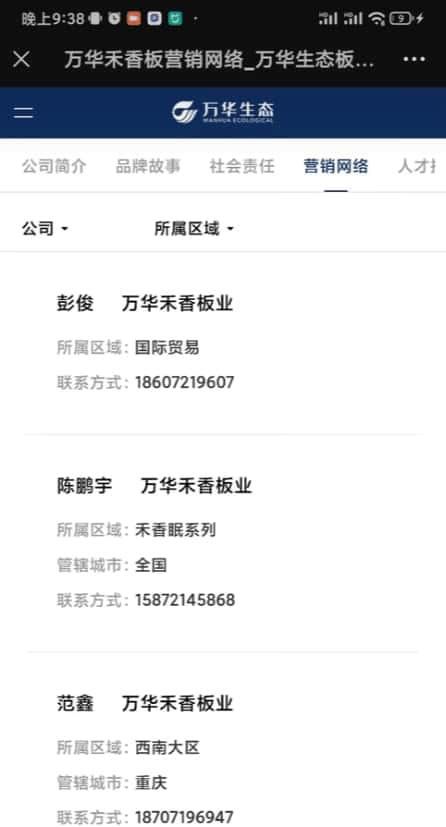 晚上9:38
9
万华禾香板营销网络_万华生态板...
万华生态
WANHUA ECOLOGICAL
公司简介 品牌故事 社会责任 营销网络 人才
公司 所属区域
彭俊 万华禾香板业
所属区域：国际贸易
联系方式：18607219607
陈鹏宇 万华禾香板业
所属区域：禾香眠系列
管辖城市：全国
联系方式：15872145868
范鑫 万华禾香板业
所属区域：西南大区
管辖城市：重庆
联系方式：18707196947